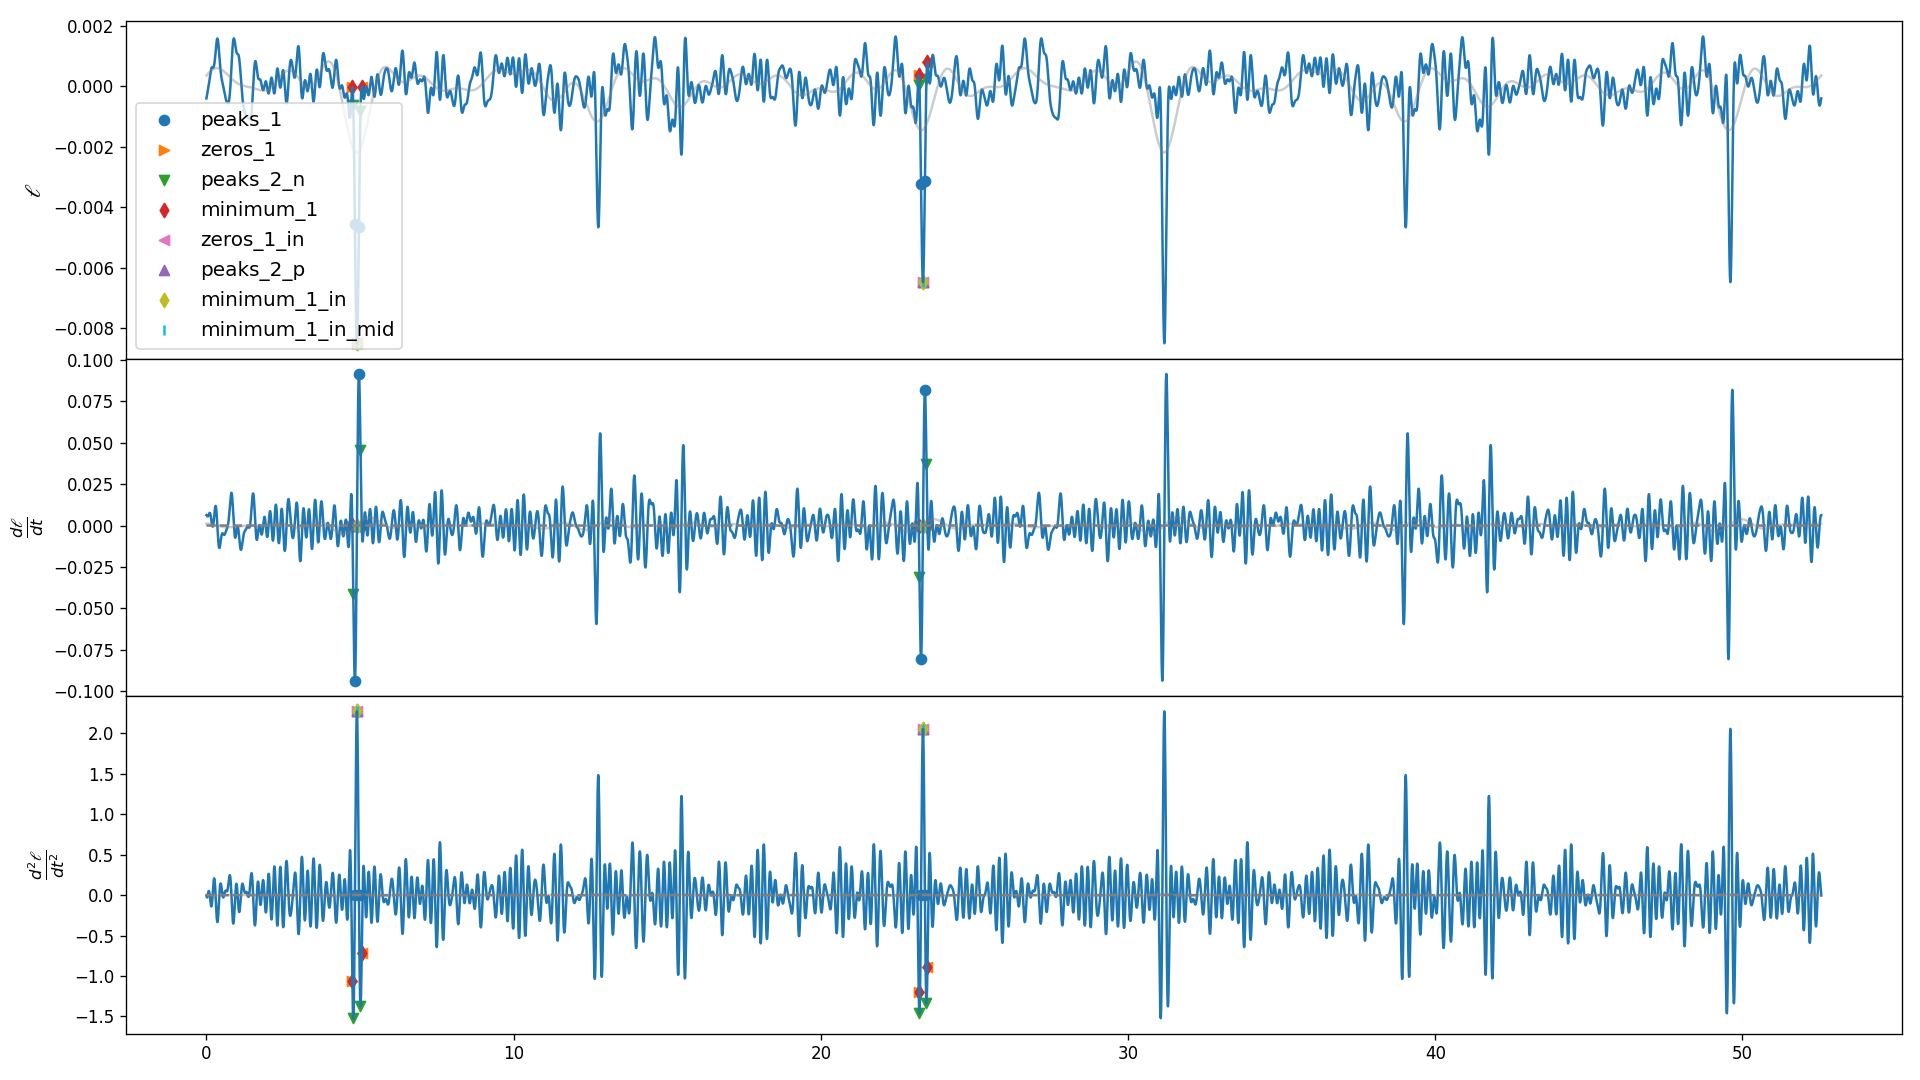 0.002
0.000
−0.002
−0.004
−0.006
−0.008
ℓ
peaks_1
zeros_1
peaks_2_n
minimum_1
zeros_1_in
peaks_2_p
minimum_1_in
minimum_1_in_mid
0.100
0.075
0.050
0.025
0.000
−0.025
−0.050
−0.075
−0.100
dℓ/dt
2.0
1.5
1.0
0.5
0.0
−0.5
−1.0
−1.5
d²ℓ/dt²
0 10 20 30 40 50